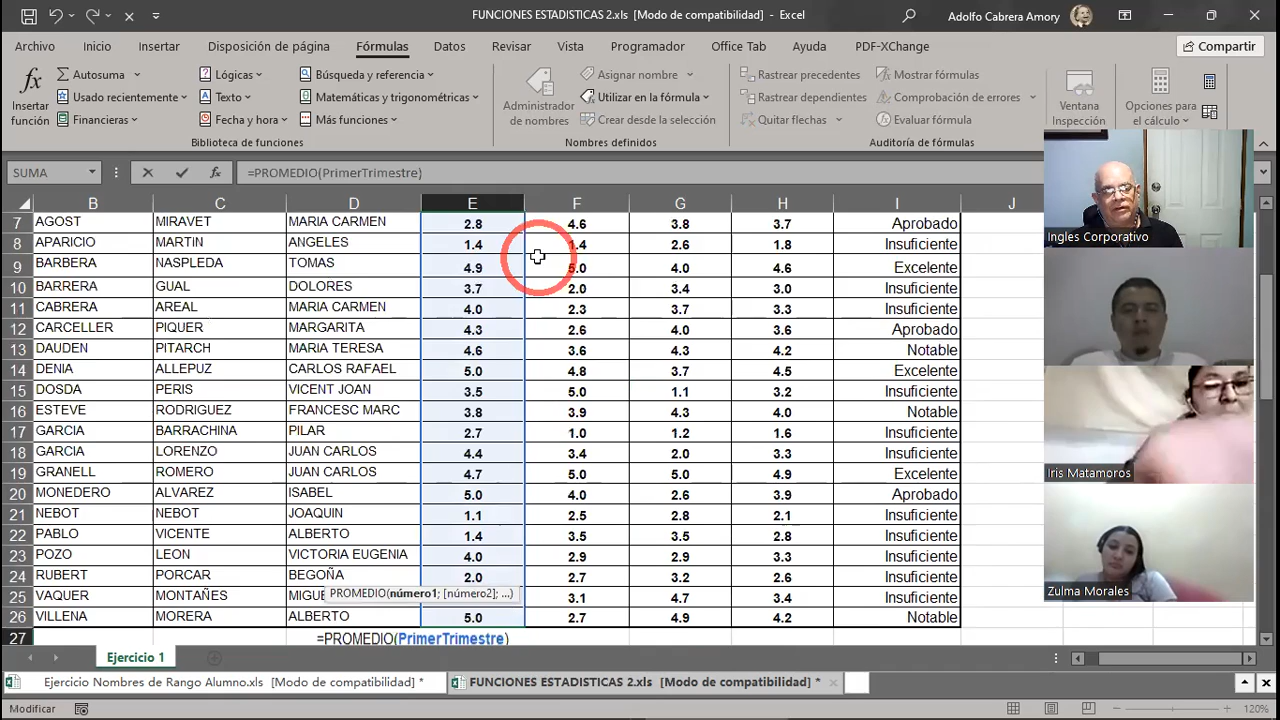 FUNCIONES ESTADISTICAS 2.xls [Modo de compatibilidad] - Excel
Adolfo Cabrera Amory
Archivo Inicio Insertar Disposición de página Fórmulas Datos Revisar Vista Programador Office Tab Ayuda PDF-XChange
Compartir
Insertar función
Autosuma
Usado recientemente
Financieras
Lógicas
Texto
Fecha y hora
Búsqueda y referencia
Matemáticas y trigonométricas
Más funciones
Biblioteca de funciones
Administrador de nombres
Asignar nombre
Utilizar en la fórmula
Crear desde la selección
Nombres definidos
Rastrear precedentes
Rastrear dependientes
Quitar flechas
Mostrar fórmulas
Comprobación de errores
Evaluar fórmula
Auditoría de fórmulas
Ventana Inspección
Opciones para el cálculo
SUMA fx =PROMEDIO(PrimerTrimestre)
B C D E F G H I J
7 AGOST MIRAVET MARIA CARMEN 2.8 4.6 3.8 3.7 Aprobado
8 APARICIO MARTIN ANGELES 1.4 1.4 2.6 1.8 Insuficiente
9 BARBERA NASPLEDA TOMAS 4.9 5.0 4.0 4.6 Excelente
10 BARRERA GUAL DOLORES 3.7 2.0 3.4 3.0 Insuficiente
11 CABRERA AREAL MARIA CARMEN 4.0 2.3 3.7 3.3 Insuficiente
12 CARCELLER PIQUER MARGARITA 4.3 2.6 4.0 3.6 Aprobado
13 DAUDEN PITARCH MARIA TERESA 4.6 3.6 4.3 4.2 Notable
14 DENIA ALLEPUZ CARLOS RAFAEL 5.0 4.8 3.7 4.5 Excelente
15 DOSDA PERIS VICENT JOAN 3.5 5.0 1.1 3.2 Insuficiente
16 ESTEVE RODRIGUEZ FRANCESC MARC 3.8 3.9 4.3 4.0 Notable
17 GARCIA BARRACHINA PILAR 2.7 1.0 1.2 1.6 Insuficiente
18 GARCIA LORENZO JUAN CARLOS 4.4 3.4 2.0 3.3 Insuficiente
19 GRANELL ROMERO JUAN CARLOS 4.7 5.0 5.0 4.9 Excelente
20 MONEDERO ALVAREZ ISABEL 5.0 4.0 2.6 3.9 Aprobado
21 NEBOT NEBOT JOAQUIN 1.1 2.5 2.8 2.1 Insuficiente
22 PABLO VICENTE ALBERTO 1.4 3.5 3.5 2.8 Insuficiente
23 POZO LEON VICTORIA EUGENIA 4.0 2.9 2.9 3.3 Insuficiente
24 RUBERT PORCAR BEGOÑA 2.0 2.7 3.2 2.6 Insuficiente
25 VAQUER MONTAÑES 3.1 4.7 3.4 Insuficiente
PROMEDIO(número1; [número2]; ...)
26 VILLENA MORERA ALBERTO 5.0 2.7 4.9 4.2 Notable
27 =PROMEDIO(PrimerTrimestre)
Ingles Corporativo
Iris Matamoros
Zulma Morales
Ejercicio 1
Ejercicio Nombres de Rango Alumno.xls [Modo de compatibilidad] *
FUNCIONES ESTADISTICAS 2.xls [Modo de compatibilidad] *
Modificar
120%